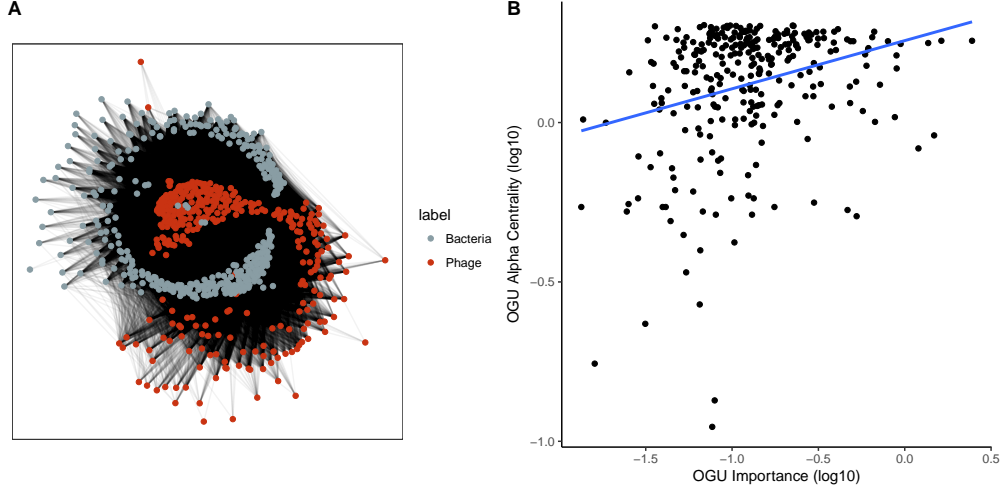 A
label
Bacteria
Phage
B
OGU Alpha Centrality (log10)
0.0
−0.5
−1.0
−1.5
−1.0
−0.5
0.0
0.5
OGU Importance (log10)